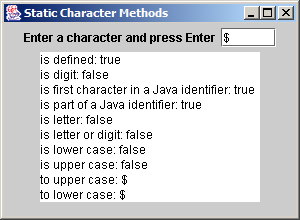 Static Character Methods
Enter a character and press Enter $
is defined: true
is digit: false
is first character in a Java identifier: true
is part of a Java identifier: true
is letter: false
is letter or digit: false
is lower case: false
is upper case: false
to upper case: $
to lower case: $